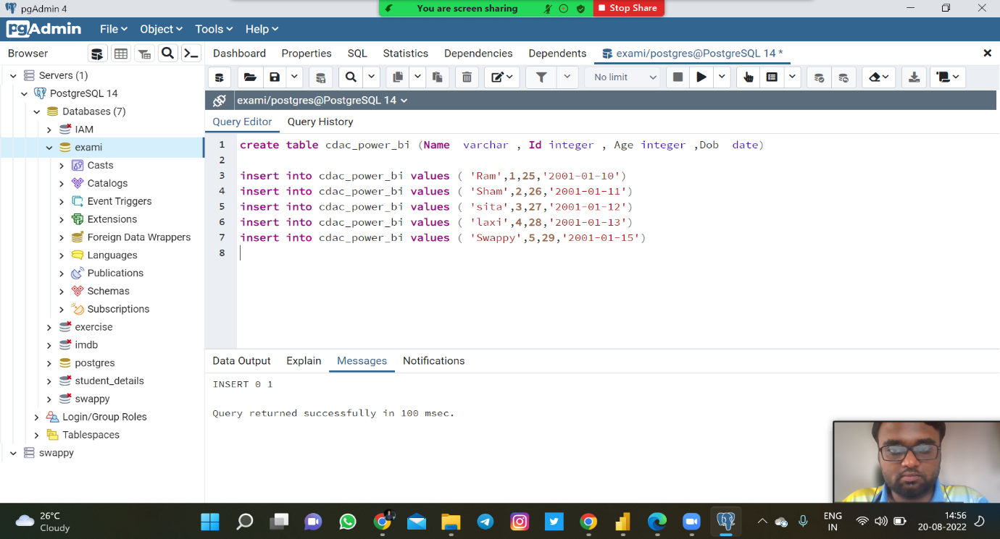 pgAdmin 4
You are screen sharing
Stop Share
pgAdmin
File Object Tools Help
Browser
Dashboard Properties SQL Statistics Dependencies Dependents exami/postgres@PostgreSQL 14 *
No limit
exami/postgres@PostgreSQL 14
Query Editor Query History
Servers (1)
PostgreSQL 14
Databases (7)
IAM
exami
Casts
Catalogs
Event Triggers
Extensions
Foreign Data Wrappers
Languages
Publications
Schemas
Subscriptions
exercise
imdb
postgres
student_details
swappy
Login/Group Roles
Tablespaces
swappy
1 create table cdac_power_bi (Name  varchar , Id integer , Age integer ,Dob  date)
2
3 insert into cdac_power_bi values ( 'Ram',1,25,'2001-01-10')
4 insert into cdac_power_bi values ( 'Sham',2,26,'2001-01-11')
5 insert into cdac_power_bi values ( 'sita',3,27,'2001-01-12')
6 insert into cdac_power_bi values ( 'laxi',4,28,'2001-01-13')
7 insert into cdac_power_bi values ( 'Swappy',5,29,'2001-01-15')
8
Data Output Explain Messages Notifications
INSERT 0 1
Query returned successfully in 100 msec.
26°C
Cloudy
ENG
IN
14:56
20-08-2022